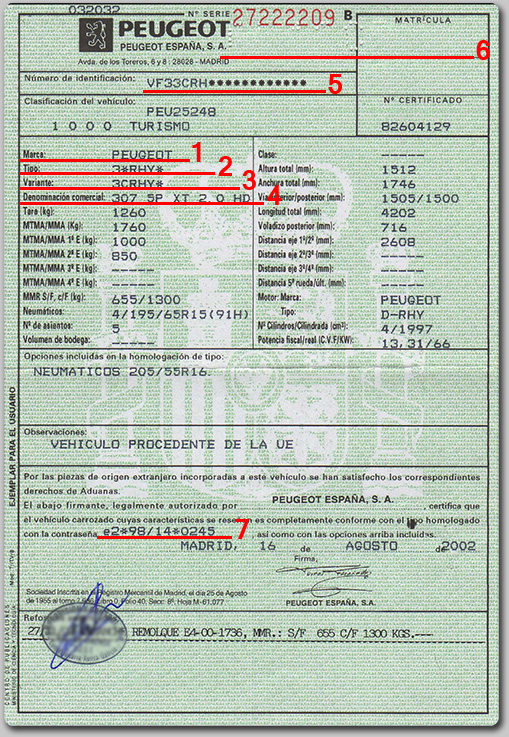 032032
Nº SERIE 27222209 B
MATRÍCULA
PEUGEOT
PEUGEOT ESPAÑA, S. A.
Avda. de los Toreros, 6 y 8 : 28028 - MADRID
6
Número de identificación: VF33CRH************
5
Clasificación del vehículo:
PEU25248
1 0 0 0 TURISMO
Nº CERTIFICADO
82604129
Marca: PEUGEOT 1
Tipo: 3*RHY* 2
Variante: 3CRHY* 3
Denominación comercial: 307 5P XT 2.0 HD 4
Tara (kg): 1260
MTMA/MMA (Kg): 1760
MTMA/MMA 1º E (kg): 1000
MTMA/MMA 2º E (kg): 850
MTMA/MMA 3º E (kg): -----
MTMA/MMA 4º E (kg): -----
MMR S/F, c/F (kg): 655/1300
Neumáticos: 4/195/65R15(91H)
Nº de asientos: 5
Volumen de bodega: -----
Clase: -----
Altura total (mm): 1512
Anchura total (mm): 1746
Vía anterior/posterior (mm): 1505/1500
Longitud total (mm): 4202
Voladizo posterior (mm): 716
Distancia eje 1º/2º (mm): 2608
Distancia eje 2º/3º (mm): -----
Distancia eje 3º/4º (mm): -----
Distancia 5ª rueda/últ. (mm): -----
Motor: Marca: PEUGEOT
Tipo: D-RHY
Nº Cilindros/Cilindrada (cm³): 4/1997
Potencia fiscal/real (C.V.F/KW): 13,31/66
Opciones incluidas en la homologación de tipo:
NEUMATICOS 205/55R16.
Observaciones:
VEHICULO PROCEDENTE DE LA UE
Por las piezas de origen extranjero incorporadas a este vehículo se han satisfecho los correspondientes
derechos de Aduanas.
PEUGEOT ESPAÑA, S. A.
El abajo firmante, legalmente autorizado por , certifica que
el vehículo carrozado cuyas características se reseñan es completamente conforme con el tipo homologado
con la contraseña e2*98/14*0245 7 , así como con las opciones arriba incluidas.
MADRID, 16 de AGOSTO de 2002
Firma,
Sociedad Inscrita en el Registro Mercantil de Madrid, el día 25 de Agosto
de 1955 al tomo Libro 0, Folio 40, Secc: 8ª, Hoja M-61.077
PEUGEOT ESPAÑA, S. A.
27/ REMOLQUE E4-00-1736, MMR.: S/F 655 C/F 1300 KGS.----
EJEMPLAR PARA EL USUARIO
CENTRO DE PUBLICACIONES